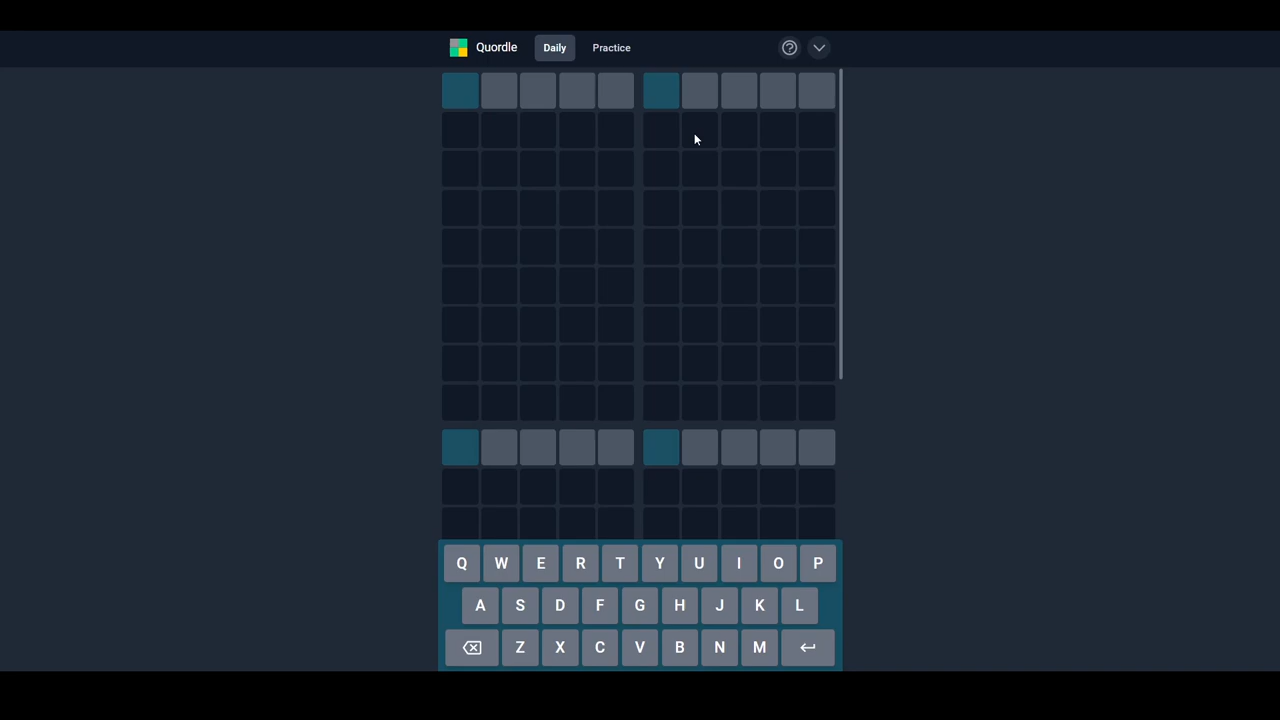 Quordle Daily Practice
Q W E R T Y U I O P
A S D F G H J K L
Z X C V B N M